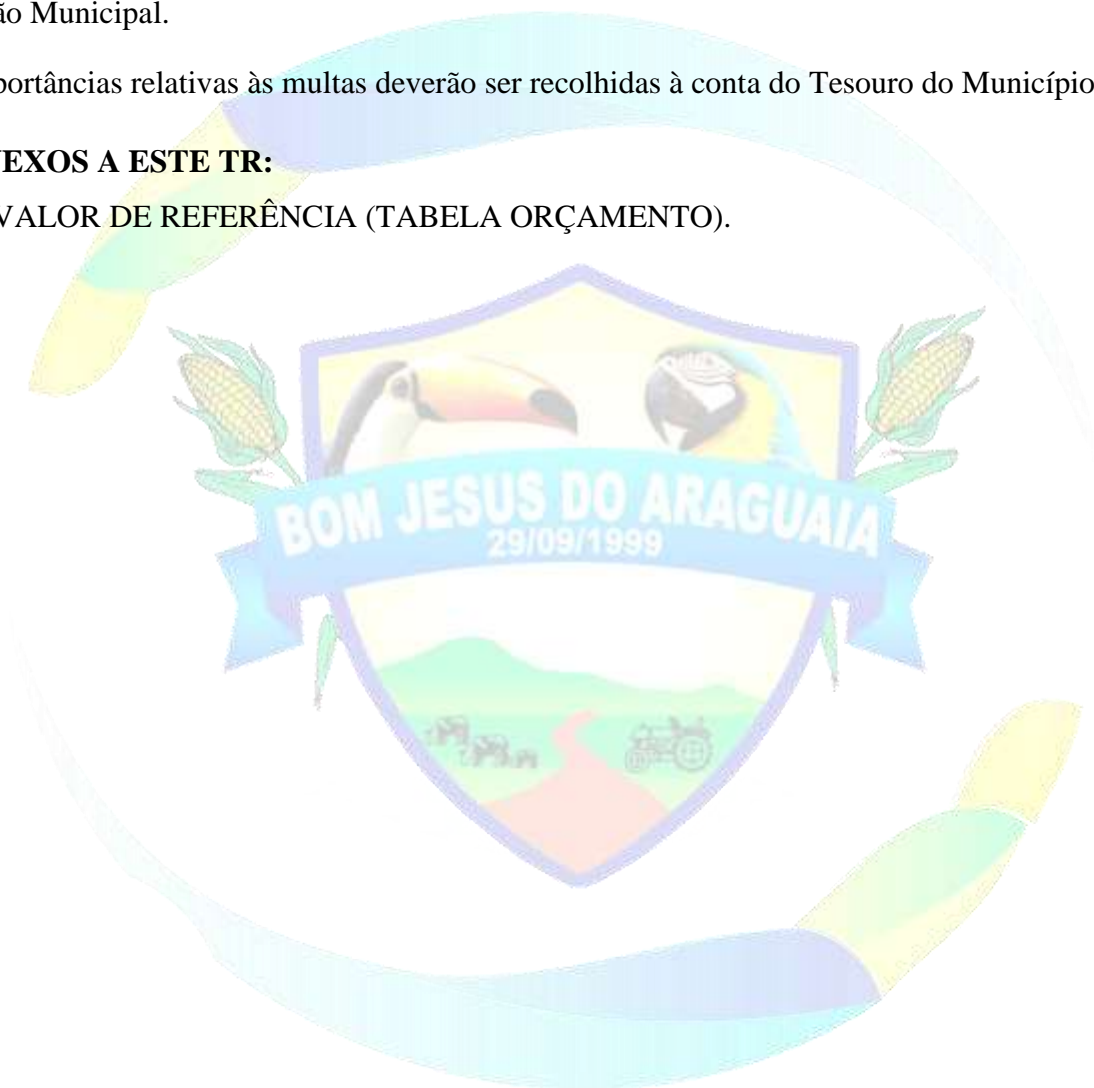 ão Municipal.
portâncias relativas às multas deverão ser recolhidas à conta do Tesouro do Município
EXOS A ESTE TR:
VALOR DE REFERÊNCIA (TABELA ORÇAMENTO).
BOM JESUS DO ARAGUAIA
29/09/1999